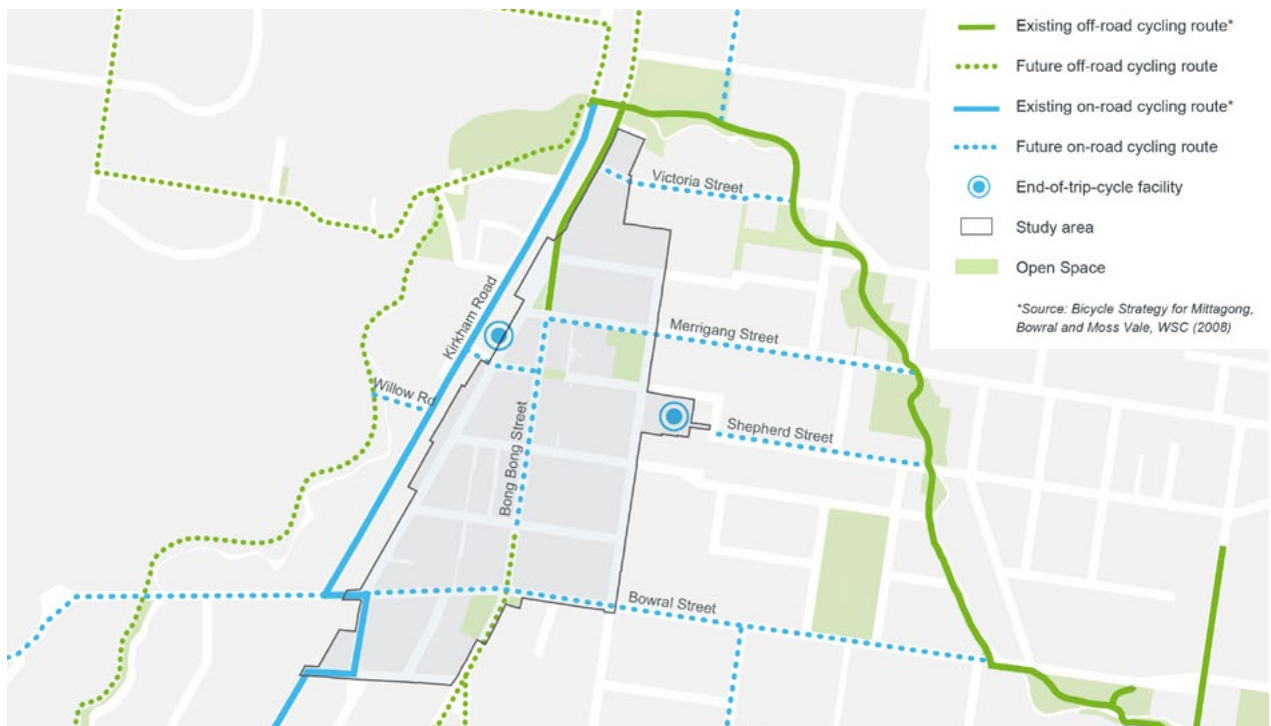 Existing off-road cycling route*
Future off-road cycling route
Existing on-road cycling route*
Future on-road cycling route
End-of-trip-cycle facility
Study area
Open Space
*Source: Bicycle Strategy for Mittagong,
Bowral and Moss Vale, WSC (2008)
Victoria Street
Kirkham Road
Merrigang Street
Willow Rd
Shepherd Street
Bong Bong Street
Bowral Street